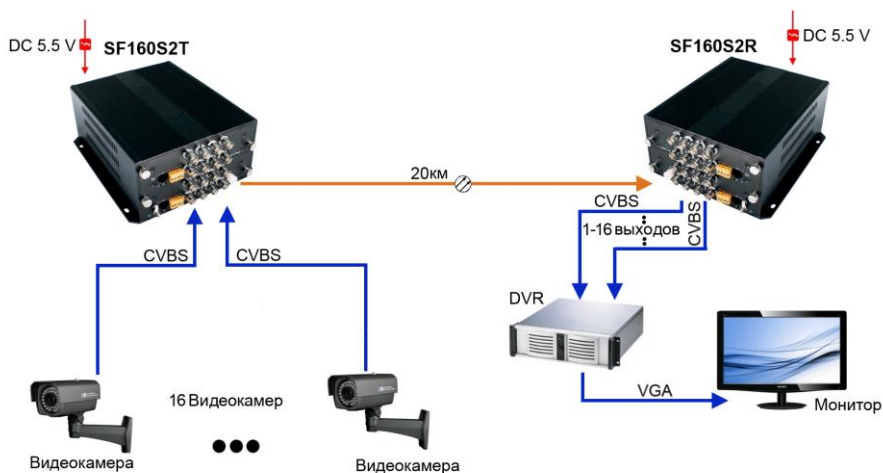 DC 5.5 V
SF160S2T
SF160S2R
DC 5.5 V
20км
CVBS
CVBS
CVBS
1-16 выходов
CVBS
DVR
VGA
Монитор
16 Видеокамер
Видеокамера
Видеокамера